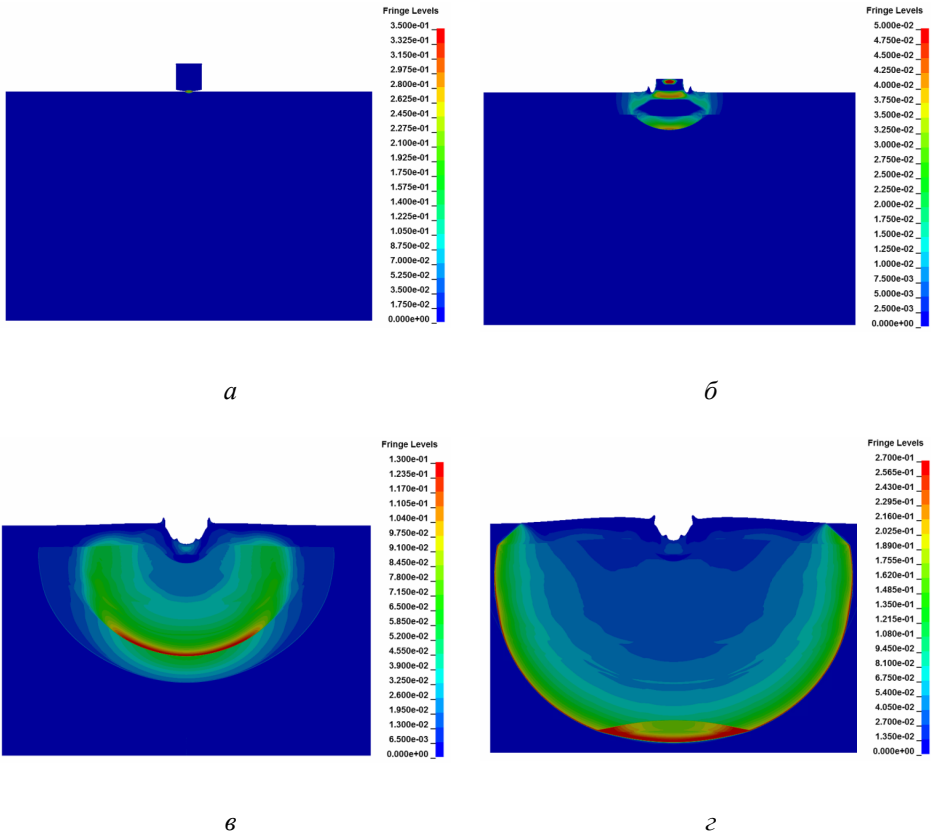 Fringe Levels
3.500e-01
3.325e-01
3.150e-01
2.975e-01
2.800e-01
2.625e-01
2.450e-01
2.275e-01
2.100e-01
1.925e-01
1.750e-01
1.575e-01
1.400e-01
1.225e-01
1.050e-01
8.750e-02
7.000e-02
5.250e-02
3.500e-02
1.750e-02
0.000e+00
а
Fringe Levels
5.000e-02
4.750e-02
4.500e-02
4.250e-02
4.000e-02
3.750e-02
3.500e-02
3.250e-02
3.000e-02
2.750e-02
2.500e-02
2.250e-02
2.000e-02
1.750e-02
1.500e-02
1.250e-02
1.000e-02
7.500e-03
5.000e-03
2.500e-03
0.000e+00
б
Fringe Levels
1.300e-01
1.235e-01
1.170e-01
1.105e-01
1.040e-01
9.750e-02
9.100e-02
8.450e-02
7.800e-02
7.150e-02
6.500e-02
5.850e-02
5.200e-02
4.550e-02
3.900e-02
3.250e-02
2.600e-02
1.950e-02
1.300e-02
6.500e-03
0.000e+00
в
Fringe Levels
2.700e-01
2.565e-01
2.430e-01
2.295e-01
2.160e-01
2.025e-01
1.890e-01
1.755e-01
1.620e-01
1.485e-01
1.350e-01
1.215e-01
1.080e-01
9.450e-02
8.100e-02
6.750e-02
5.400e-02
4.050e-02
2.700e-02
1.350e-02
0.000e+00
г